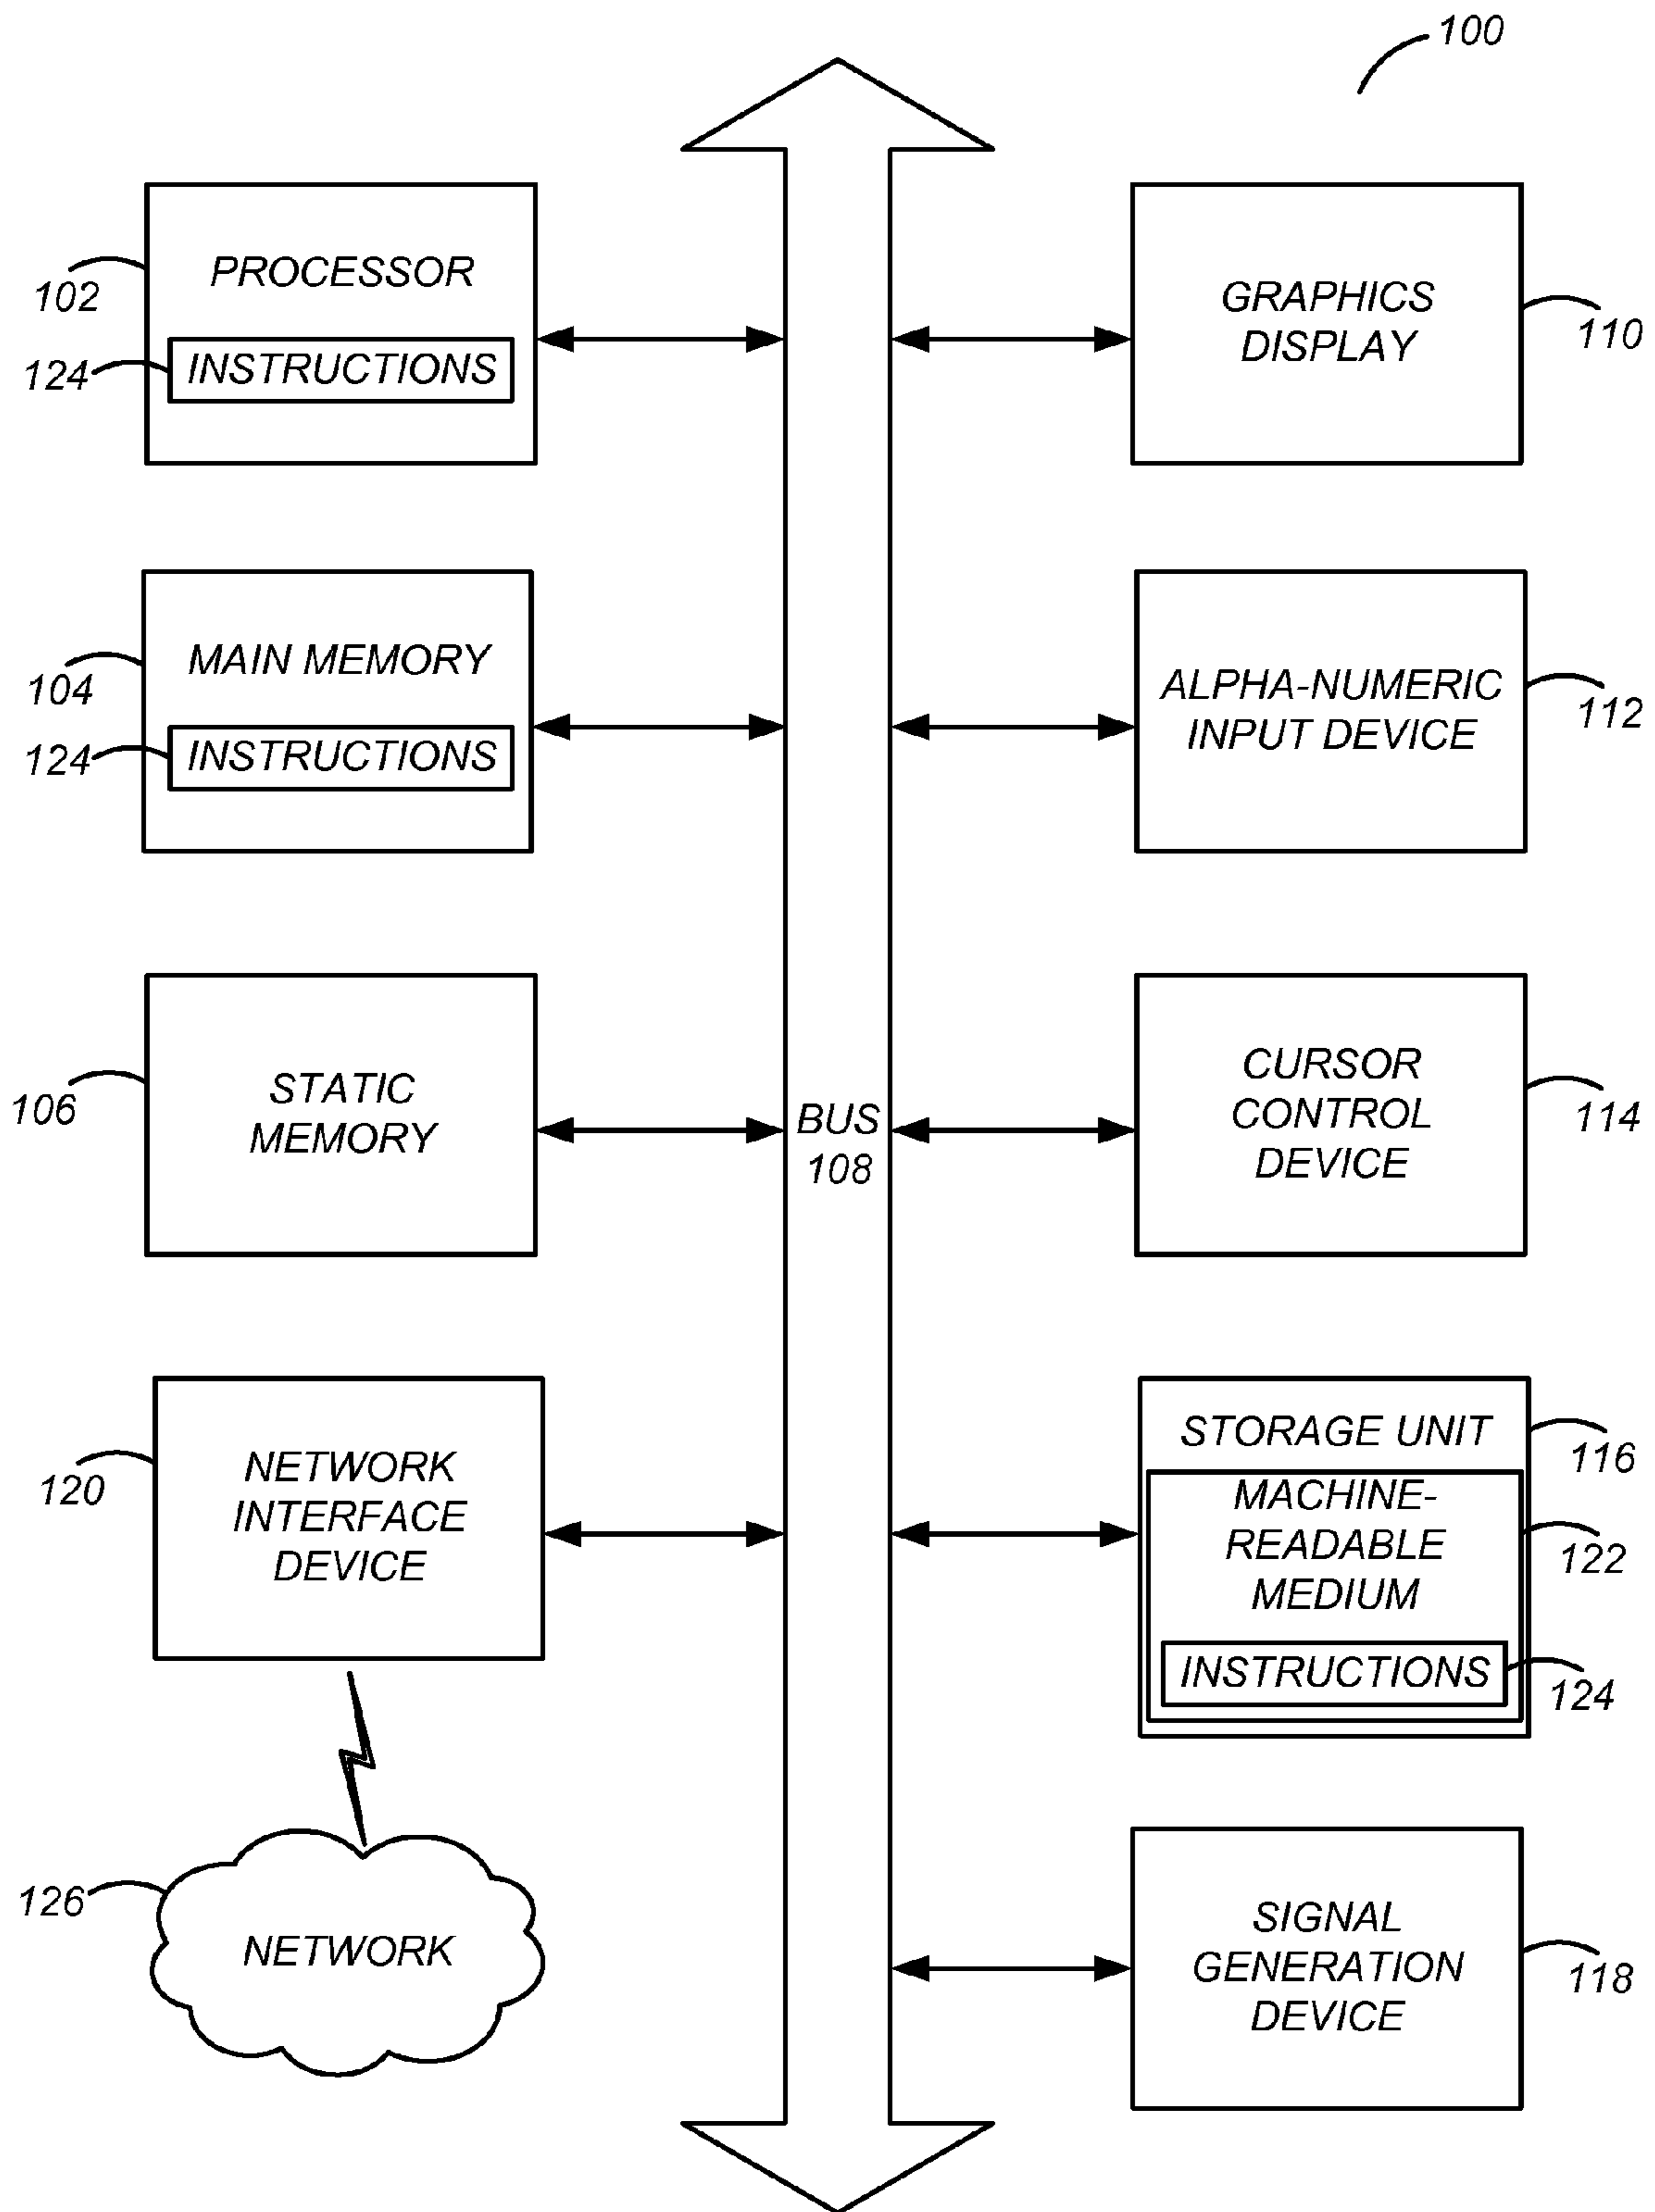 100
PROCESSOR
102
124
INSTRUCTIONS
GRAPHICS
DISPLAY
110
MAIN MEMORY
104
124
INSTRUCTIONS
ALPHA-NUMERIC
INPUT DEVICE
112
STATIC
MEMORY
106
BUS
108
CURSOR
CONTROL
DEVICE
114
NETWORK
INTERFACE
DEVICE
120
STORAGE UNIT
116
MACHINE-
READABLE
MEDIUM
122
INSTRUCTIONS
124
126
NETWORK
SIGNAL
GENERATION
DEVICE
118